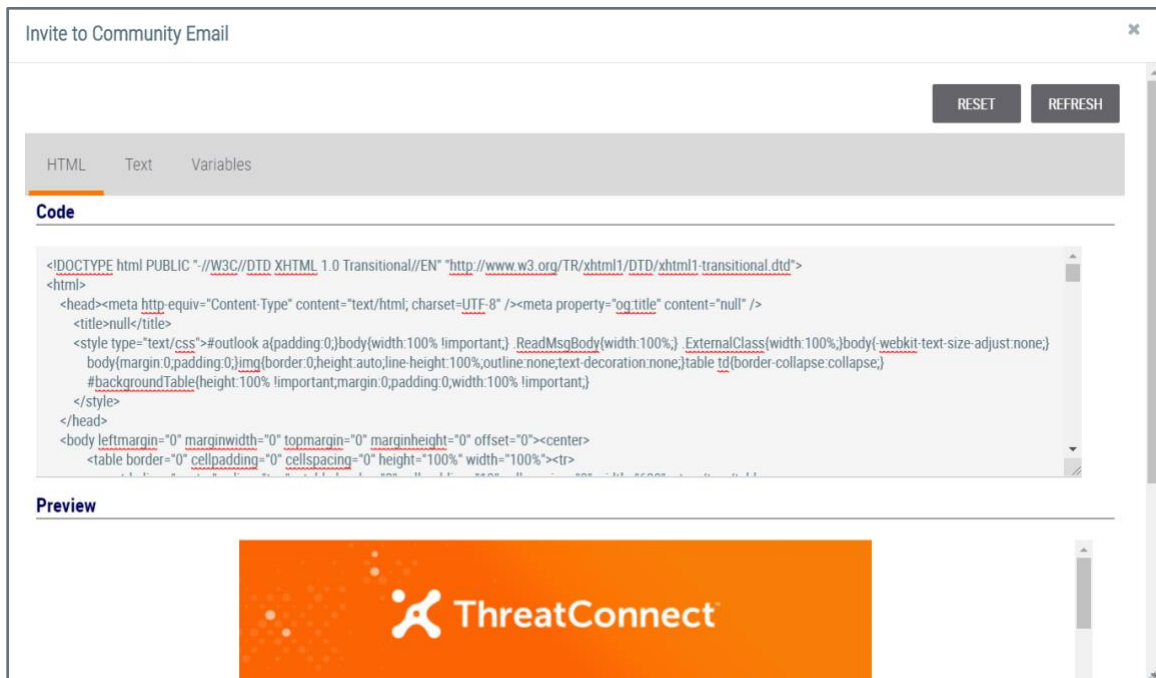 Invite to Community Email
RESET REFRESH
HTML Text Variables
Code
<!DOCTYPE html PUBLIC "-//W3C//DTD XHTML 1.0 Transitional//EN" "http://www.w3.org/TR/xhtml1/DTD/xhtml1-transitional.dtd">
<html>
<head><meta http-equiv="Content-Type" content="text/html; charset=UTF-8" /><meta property="og:title" content="null" />
<title>null</title>
<style type="text/css">#outlook a{padding:0;}body{width:100% !important;} .ReadMsgBody{width:100%;} .ExternalClass{width:100%;}body{-webkit-text-size-adjust:none;}
body{margin:0;padding:0;}img{border:0;height:auto;line-height:100%;outline:none;text-decoration:none;}table td{border-collapse:collapse;}
#backgroundTable{height:100% !important;margin:0;padding:0;width:100% !important;}
</style>
</head>
<body leftmargin="0" marginwidth="0" topmargin="0" marginheight="0" offset="0"><center>
<table border="0" cellpadding="0" cellspacing="0" height="100%" width="100%"><tr>
Preview
ThreatConnect